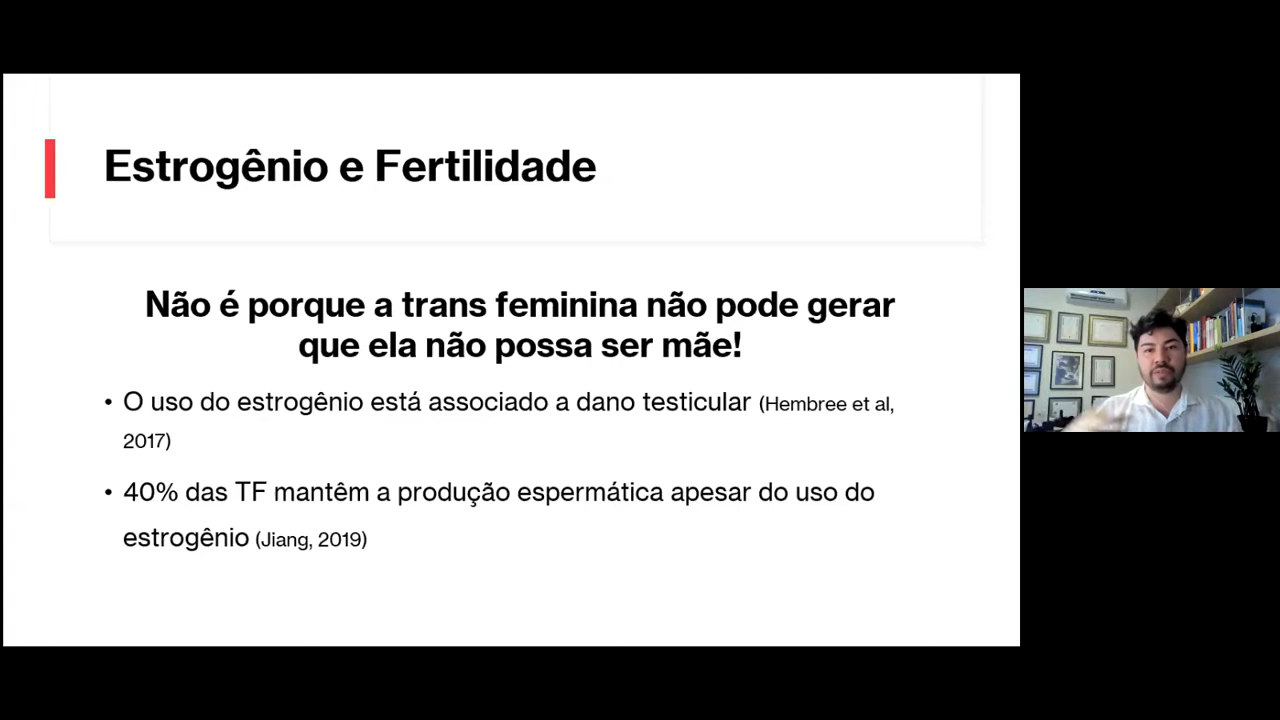 Estrogênio e Fertilidade
Não é porque a trans feminina não pode gerar
que ela não possa ser mãe!
• O uso do estrogênio está associado a dano testicular (Hembree et al,
2017)
• 40% das TF mantêm a produção espermática apesar do uso do
estrogênio (Jiang, 2019)